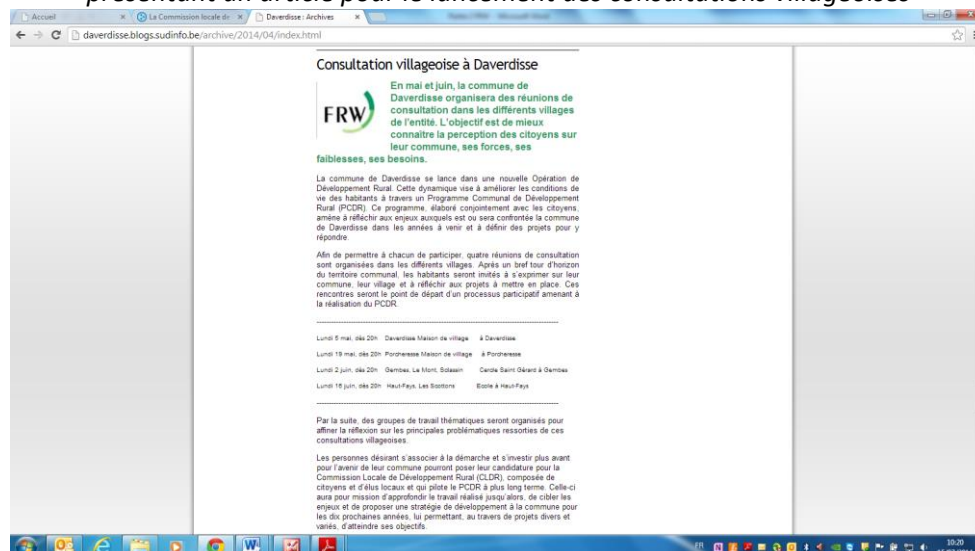 présentant un article pour le lancement des consultations villageoises
Accueil
La Commission locale de
Daverdisse : Archives
daverdisse.blogs.sudinfo.be/archive/2014/04/index.html
Consultation villageoise à Daverdisse
FRW
En mai et juin, la commune de
Daverdisse organisera des réunions de
consultation dans les différents villages
de l'entité. L'objectif est de mieux
connaître la perception des citoyens sur
leur commune, ses forces, ses
faiblesses, ses besoins.
La commune de Daverdisse se lance dans une nouvelle Opération de
Développement Rural. Cette dynamique vise à améliorer les conditions de
vie des habitants à travers un Programme Communal de Développement
Rural (PCDR). Ce programme, élaboré conjointement avec les citoyens,
amène à réfléchir aux enjeux auxquels est ou sera confrontée la commune
de Daverdisse dans les années à venir et à définir des projets pour y
répondre.
Afin de permettre à chacun de participer, quatre réunions de consultation
sont organisées dans les différents villages. Après un bref tour d'horizon
du territoire communal, les habitants seront invités à s'exprimer sur leur
commune, leur village et à réfléchir aux projets à mettre en place. Ces
rencontres seront le point de départ d'un processus participatif amenant à
la réalisation du PCDR.
Lundi 5 mai, dès 20h Daverdisse Maison de village à Daverdisse
Lundi 19 mai, dès 20h Porcheresse Maison de village à Porcheresse
Lundi 2 juin, dès 20h Gembes, Le Mont, Sclassin Cercle Saint Gérard à Gembes
Lundi 16 juin, dès 20h Haut-Fays, Les Scottons Ecole à Haut-Fays
Par la suite, des groupes de travail thématiques seront organisés pour
affiner la réflexion sur les principales problématiques ressorties de ces
consultations villageoises.
Les personnes désirant s'associer à la démarche et s'investir plus avant
pour l'avenir de leur commune pourront poser leur candidature pour la
Commission Locale de Développement Rural (CLDR), composée de
citoyens et d'élus locaux et qui pilote le PCDR à plus long terme. Celle-ci
aura pour mission d'approfondir le travail réalisé jusqu'alors, de cibler les
enjeux et de proposer une stratégie de développement à la commune pour
les dix prochaines années, lui permettant, au travers de projets divers et
variés, d'atteindre ses objectifs.
FR
10:20